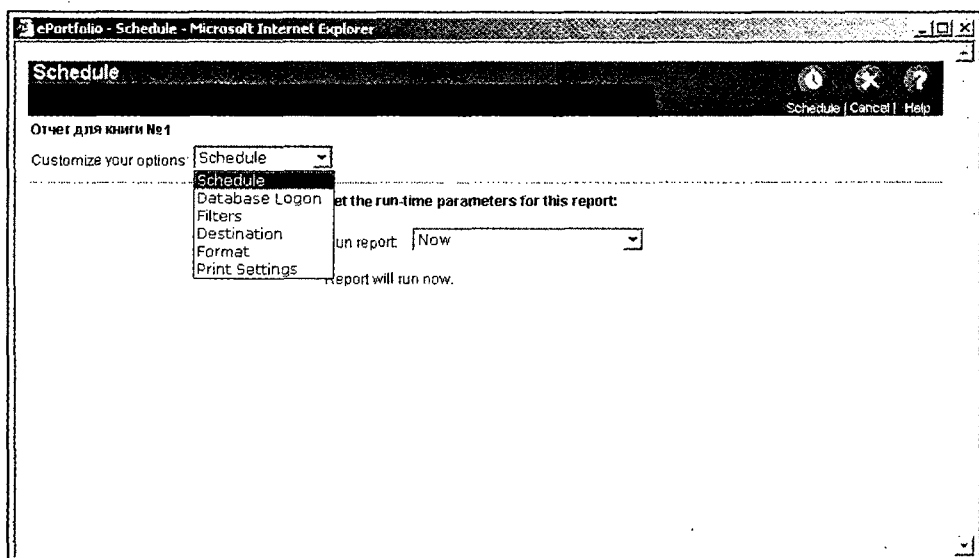 ePortfolio - Schedule - Microsoft Internet Explorer
Schedule
Schedule | Cancel | Help
Отчет для книги №1
Customize your options: Schedule
Schedule
Database Logon
Filters
Destination
Format
Print Settings
et the run-time parameters for this report:
un report: Now
Report will run now.